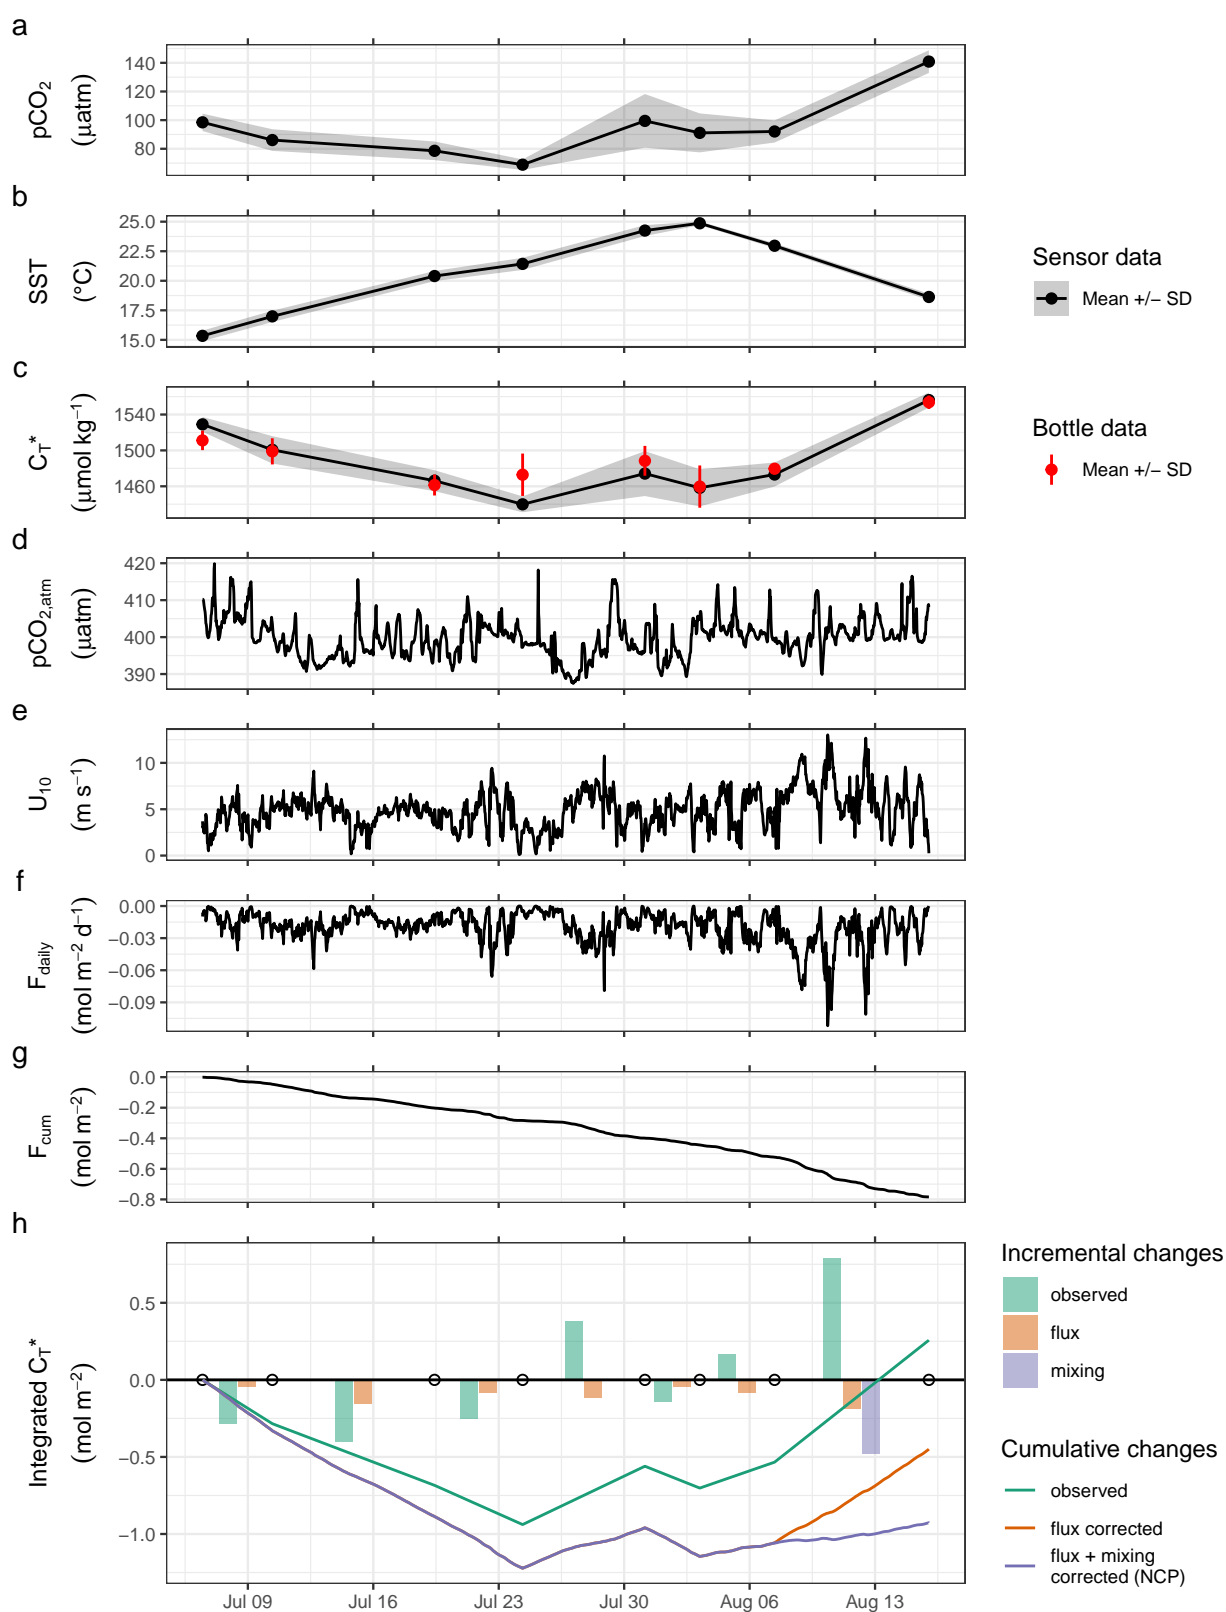 a
pCO₂
(µatm)
140
120
100
80
b
SST
(°C)
25.0
22.5
20.0
17.5
15.0
Sensor data
Mean +/− SD
c
C_T*
(µmol kg⁻¹)
1540
1500
1460
Bottle data
Mean +/− SD
d
pCO₂,atm
(µatm)
420
410
400
390
e
U₁₀
(m s⁻¹)
10
5
0
f
F_daily
(mol m⁻² d⁻¹)
0.00
−0.03
−0.06
−0.09
g
F_cum
(mol m⁻²)
0.0
−0.2
−0.4
−0.6
−0.8
h
Integrated C_T*
(mol m⁻²)
0.5
0.0
−0.5
−1.0
Jul 09 Jul 16 Jul 23 Jul 30 Aug 06 Aug 13
Incremental changes
observed
flux
mixing
Cumulative changes
observed
flux corrected
flux + mixing
corrected (NCP)